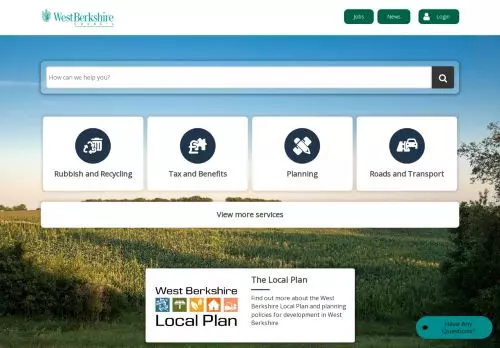 West Berkshire
COUNCIL
Jobs
News
Login
How can we help you?
Rubbish and Recycling
Tax and Benefits
Planning
Roads and Transport
View more services
West Berkshire
Local Plan
The Local Plan
Find out more about the West
Berkshire Local Plan and planning
policies for development in West
Berkshire
Have Any
Questions?